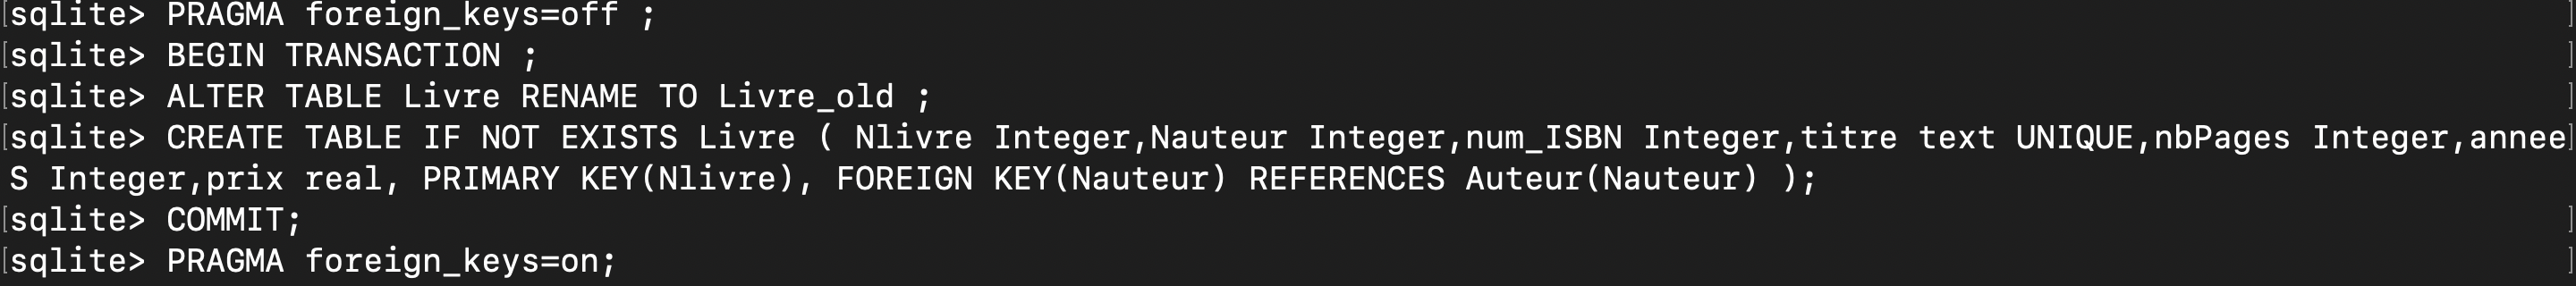 [sqlite> PRAGMA foreign_keys=off ; ]
[sqlite> BEGIN TRANSACTION ; ]
[sqlite> ALTER TABLE Livre RENAME TO Livre_old ; ]
[sqlite> CREATE TABLE IF NOT EXISTS Livre ( Nlivre Integer,Nauteur Integer,num_ISBN Integer,titre text UNIQUE,nbPages Integer,annee]
S Integer,prix real, PRIMARY KEY(Nlivre), FOREIGN KEY(Nauteur) REFERENCES Auteur(Nauteur) );
[sqlite> COMMIT; ]
[sqlite> PRAGMA foreign_keys=on; ]